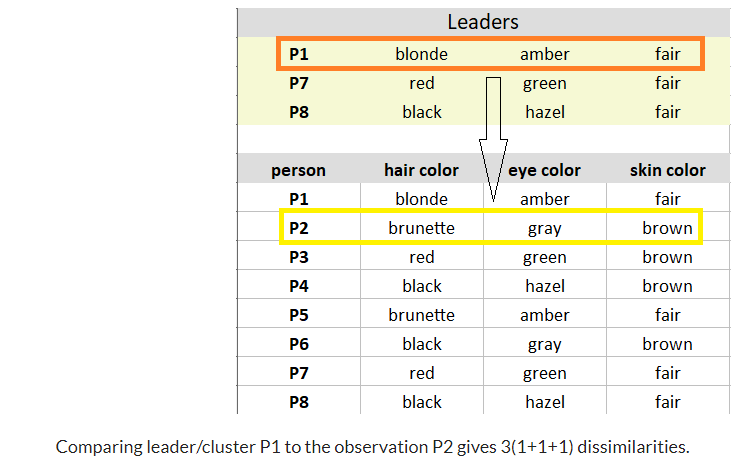 Leaders
P1 blonde amber fair
P7 red green fair
P8 black hazel fair
person hair color eye color skin color
P1 blonde amber fair
P2 brunette gray brown
P3 red green brown
P4 black hazel brown
P5 brunette amber fair
P6 black gray brown
P7 red green fair
P8 black hazel fair
Comparing leader/cluster P1 to the observation P2 gives 3(1+1+1) dissimilarities.